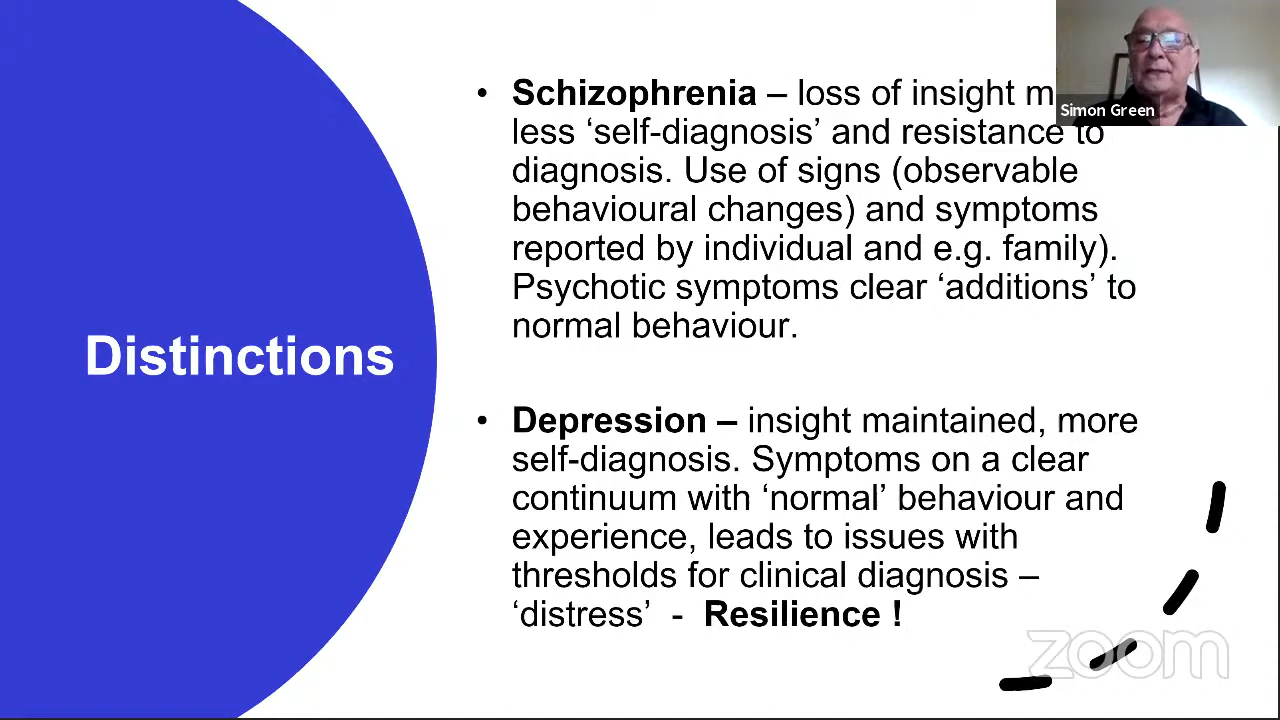 Distinctions
• Schizophrenia – loss of insight
less ‘self-diagnosis’ and resistance to
diagnosis. Use of signs (observable
behavioural changes) and symptoms
reported by individual and e.g. family).
Psychotic symptoms clear ‘additions’ to
normal behaviour.
• Depression – insight maintained, more
self-diagnosis. Symptoms on a clear
continuum with ‘normal’ behaviour and
experience, leads to issues with
thresholds for clinical diagnosis –
‘distress’ - Resilience !
Simon Green
zoom